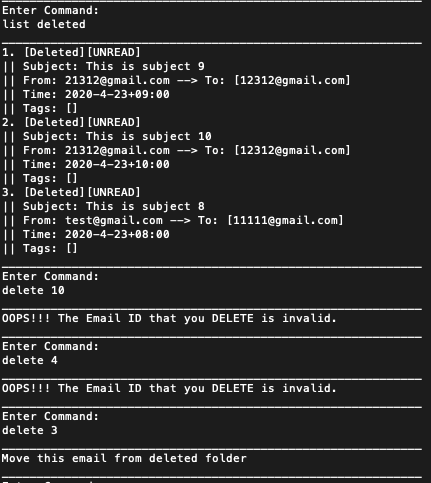 Enter Command:
list deleted
1. [Deleted][UNREAD]
|| Subject: This is subject 9
|| From: 21312@gmail.com --> To: [12312@gmail.com]
|| Time: 2020-4-23+09:00
|| Tags: []
2. [Deleted][UNREAD]
|| Subject: This is subject 10
|| From: 21312@gmail.com --> To: [12312@gmail.com]
|| Time: 2020-4-23+10:00
|| Tags: []
3. [Deleted][UNREAD]
|| Subject: This is subject 8
|| From: test@gmail.com --> To: [11111@gmail.com]
|| Time: 2020-4-23+08:00
|| Tags: []
Enter Command:
delete 10
OOPS!!! The Email ID that you DELETE is invalid.
Enter Command:
delete 4
OOPS!!! The Email ID that you DELETE is invalid.
Enter Command:
delete 3
Move this email from deleted folder